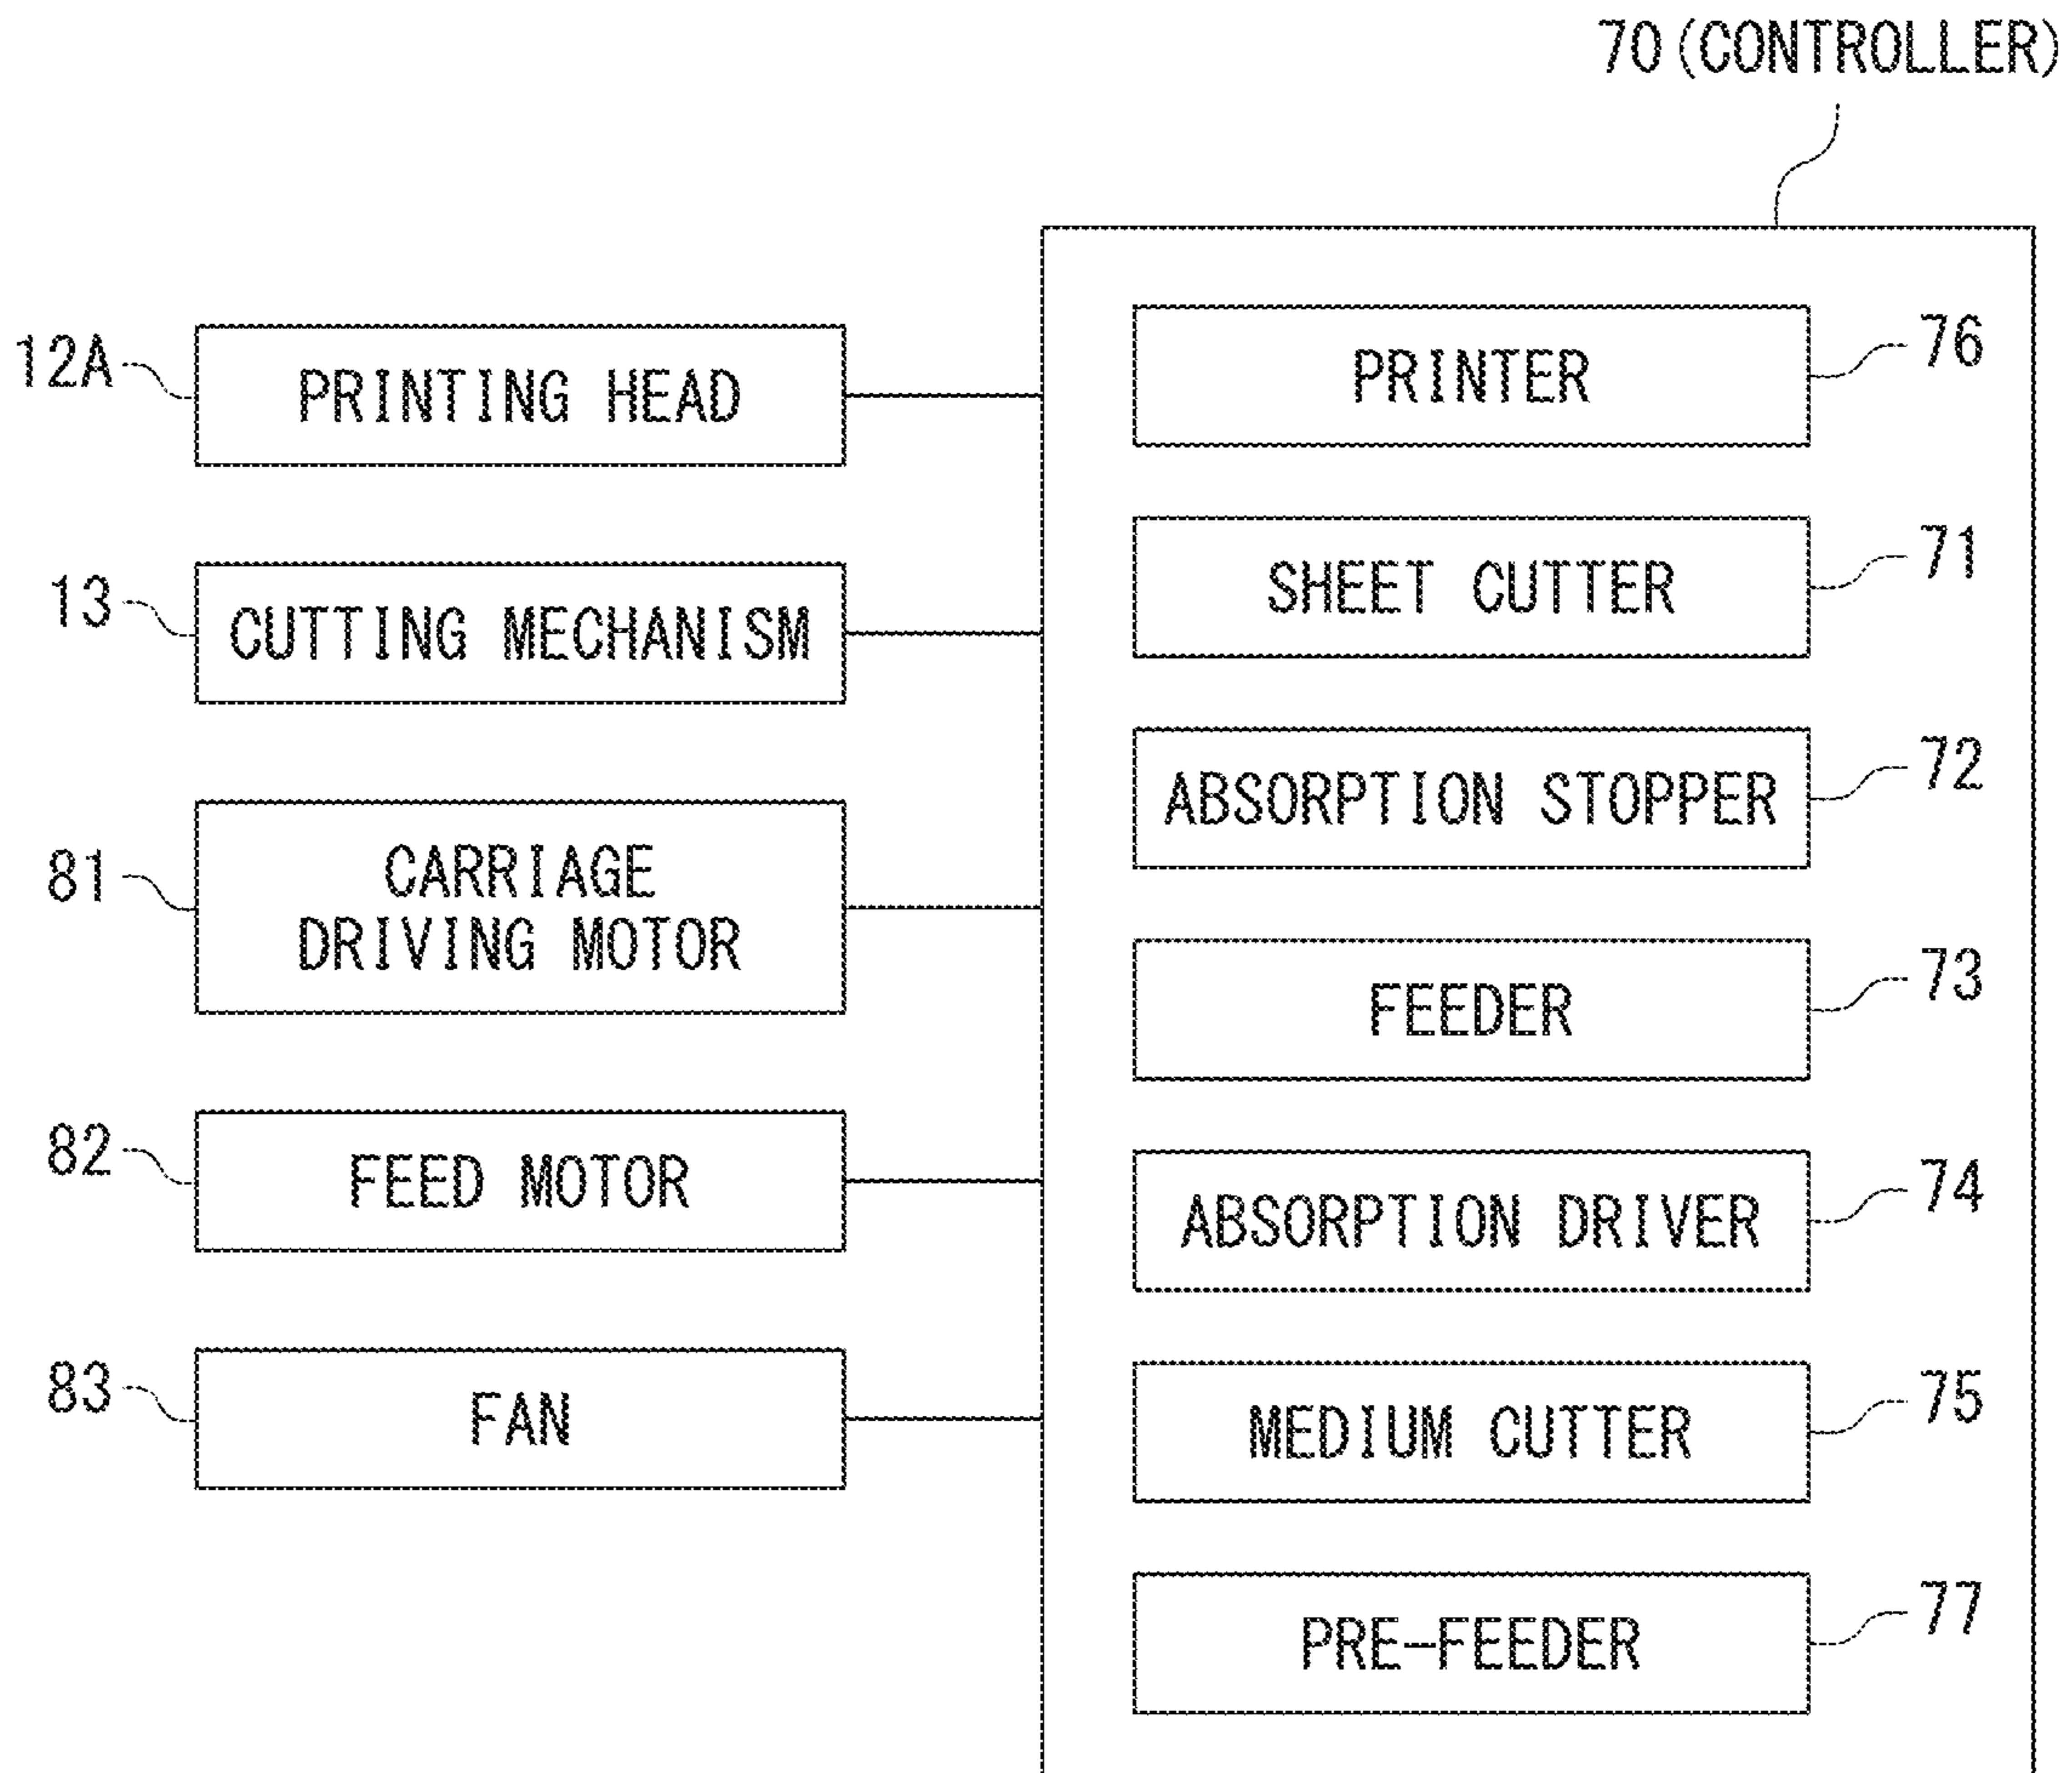 70(CONTROLLER)
12A
PRINTING HEAD
13
CUTTING MECHANISM
81
CARRIAGE
DRIVING MOTOR
82
FEED MOTOR
83
FAN
PRINTER
76
SHEET CUTTER
71
ABSORPTION STOPPER
72
FEEDER
73
ABSORPTION DRIVER
74
MEDIUM CUTTER
75
PRE-FEEDER
77